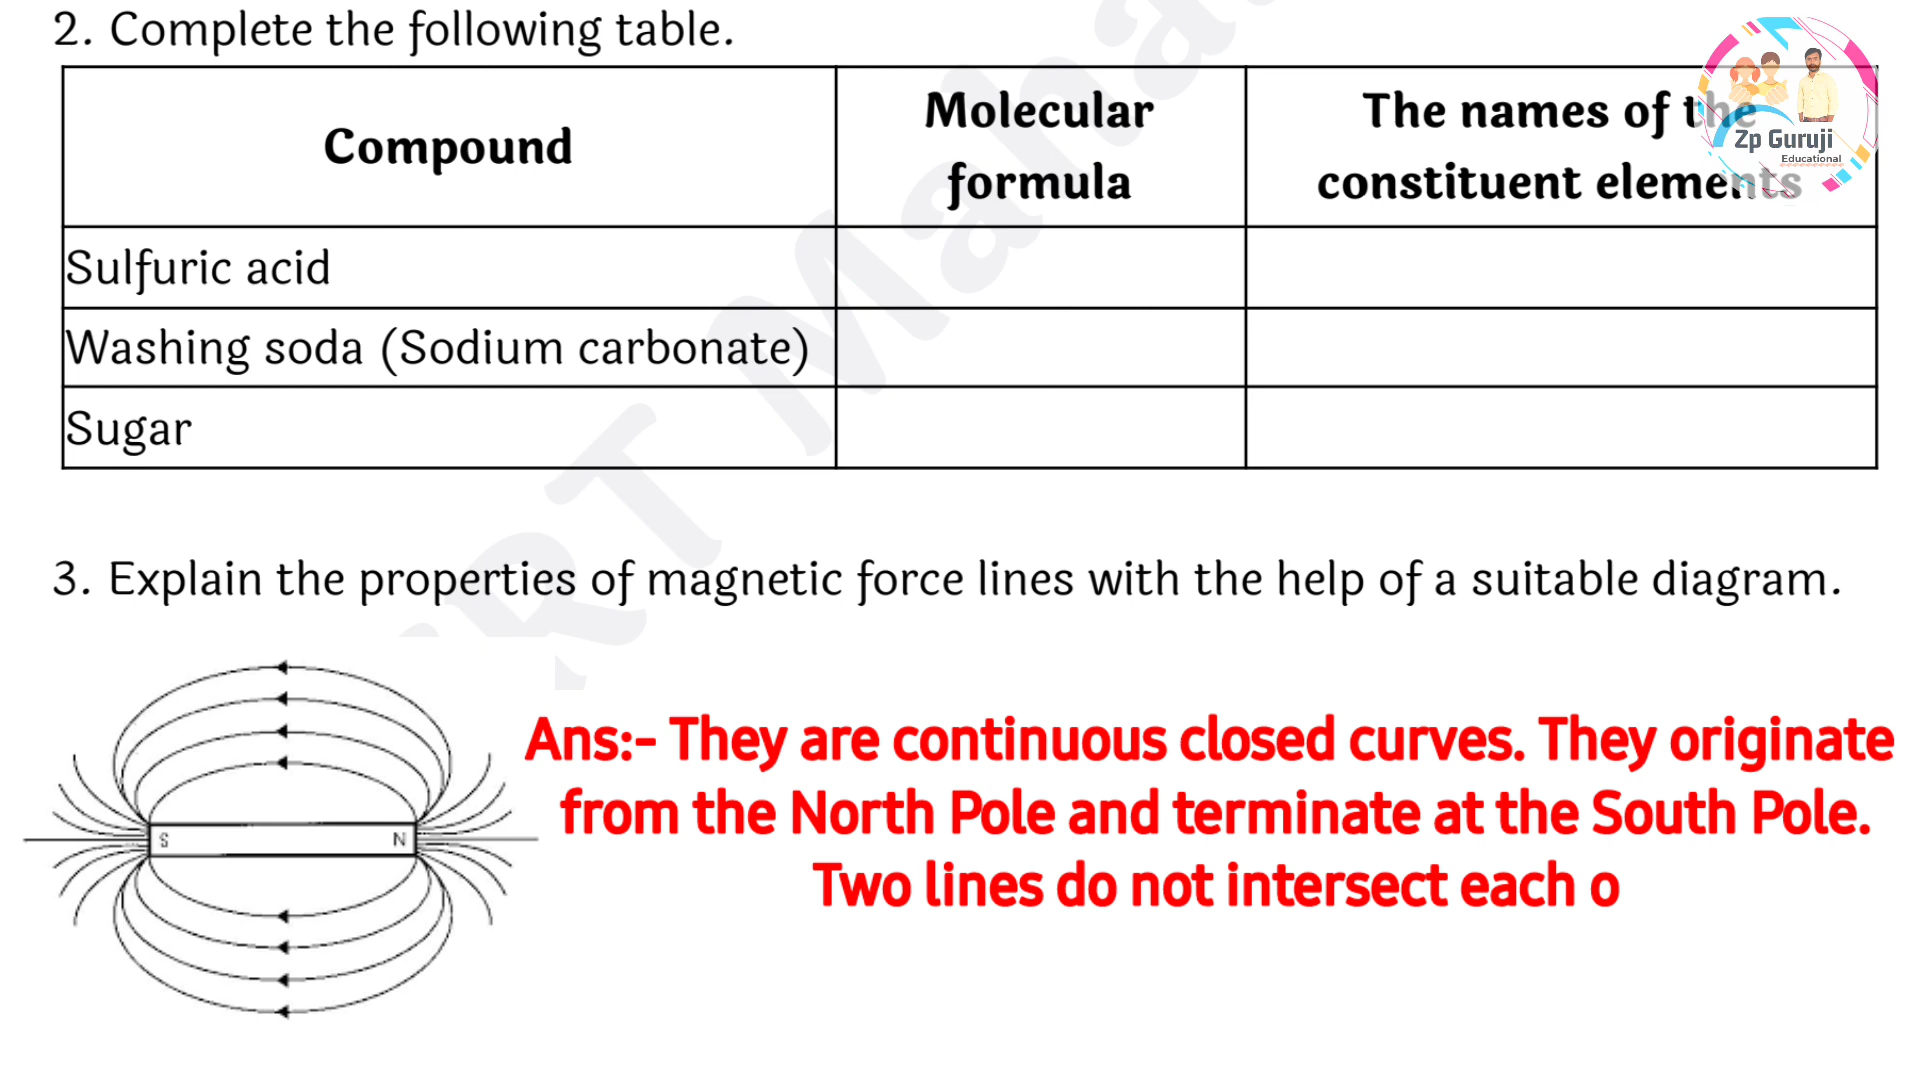 2. Complete the following table.
Compound
Molecular
formula
The names of the
constituent elements
Zp Guruji
Educational
Sulfuric acid
Washing soda (Sodium carbonate)
Sugar
3. Explain the properties of magnetic force lines with the help of a suitable diagram.
S N
Ans:- They are continuous closed curves. They originate
from the North Pole and terminate at the South Pole.
Two lines do not intersect each o